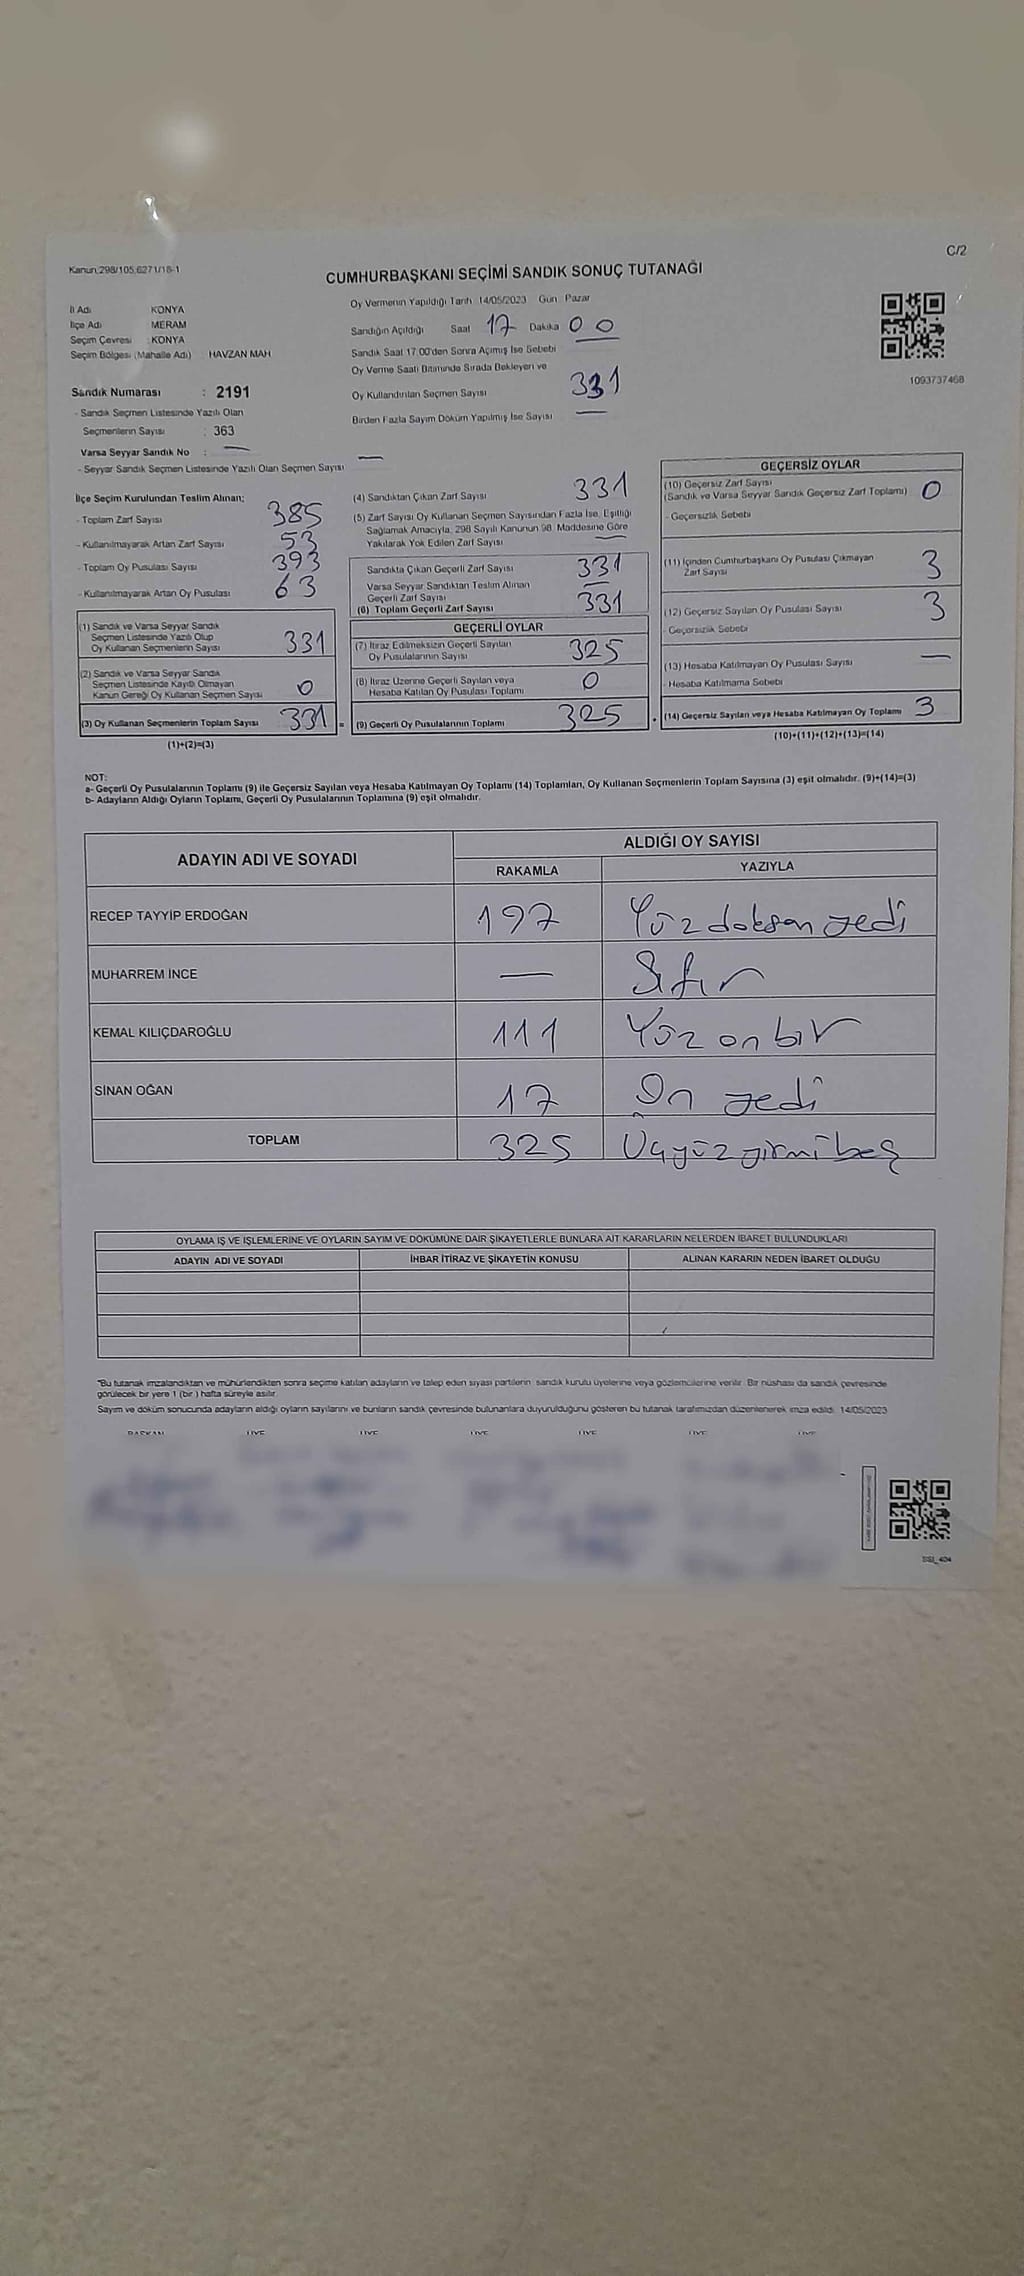 C/2
Kanun;298/105,6271/18-1
CUMHURBAŞKANI SEÇİMİ SANDIK SONUÇ TUTANAĞI
İl Adı KONYA
İlçe Adı MERAM
Seçim Çevresi : KONYA
Seçim Bölgesi (Mahalle Adı) HAVZAN MAH
Sandık Numarası : 2191
- Sandık Seçmen Listesinde Yazılı Olan
Seçmenlerin Sayısı : 363
Varsa Seyyar Sandık No : —
- Seyyar Sandık Seçmen Listesinde Yazılı Olan Seçmen Sayısı —
Oy Vermenin Yapıldığı Tarih 14/05/2023 Gün Pazar
Sandığın Açıldığı Saat 17 Dakika 00
Sandık Saat 17:00'den Sonra Açımış İse Sebebi
Oy Verme Saati Bitiminde Sırada Bekleyen ve
Oy Kullandırılan Seçmen Sayısı 331
Birden Fazla Sayım Döküm Yapılmış İse Sayısı —
1093737468
İlçe Seçim Kurulundan Teslim Alınan;
- Toplam Zarf Sayısı 385
- Kullanılmayarak Artan Zarf Sayısı 53
- Toplam Oy Pusulası Sayısı 393
- Kullanılmayarak Artan Oy Pusulası 63
(1) Sandık ve Varsa Seyyar Sandık
Seçmen Listesinde Yazılı Olup
Oy Kullanan Seçmenlerin Sayısı 331
(2) Sandık ve Varsa Seyyar Sandık
Seçmen Listesinde Kayıtlı Olmayan
Kanun Gereği Oy Kullanan Seçmen Sayısı 0
(3) Oy Kullanan Seçmenlerin Toplam Sayısı 331 =
(1)+(2)=(3)
(4) Sandıktan Çıkan Zarf Sayısı 331
(5) Zarf Sayısı Oy Kullanan Seçmen Sayısından Fazla İse, Eşitliği
Sağlamak Amacıyla, 298 Sayılı Kanunun 98. Maddesine Göre
Yakılarak Yok Edilen Zarf Sayısı —
Sandıkta Çıkan Geçerli Zarf Sayısı 331
Varsa Seyyar Sandıktan Teslim Alınan
Geçerli Zarf Sayısı —
(6) Toplam Geçerli Zarf Sayısı 331
GEÇERLİ OYLAR
(7) İtiraz Edilmeksizin Geçerli Sayılan
Oy Pusulalarının Sayısı 325
(8) İtiraz Üzerine Geçerli Sayılan veya
Hesaba Katılan Oy Pusulası Toplamı 0
(9) Geçerli Oy Pusulalarının Toplamı 325
GEÇERSİZ OYLAR
(10) Geçersiz Zarf Sayısı
(Sandık ve Varsa Seyyar Sandık Geçersiz Zarf Toplamı) 0
- Geçersizlik Sebebi
(11) İçinden Cumhurbaşkanı Oy Pusulası Çıkmayan
Zarf Sayısı 3
(12) Geçersiz Sayılan Oy Pusulası Sayısı 3
- Geçersizlik Sebebi
(13) Hesaba Katılmayan Oy Pusulası Sayısı —
- Hesaba Katılmama Sebebi
(14) Geçersiz Sayılan veya Hesaba Katılmayan Oy Toplamı 3
(10)+(11)+(12)+(13)=(14)
NOT:
a- Geçerli Oy Pusulalarının Toplamı (9) ile Geçersiz Sayılan veya Hesaba Katılmayan Oy Toplamı (14) Toplamları, Oy Kullanan Seçmenlerin Toplam Sayısına (3) eşit olmalıdır. (9)+(14)=(3)
b- Adayların Aldığı Oyların Toplamı, Geçerli Oy Pusulalarının Toplamına (9) eşit olmalıdır.
ADAYIN ADI VE SOYADI ALDIĞI OY SAYISI
RAKAMLA YAZIYLA
RECEP TAYYİP ERDOĞAN 197 Yüz doksan yedi
MUHARREM İNCE — Sıfır
KEMAL KILIÇDAROĞLU 111 Yüz on bir
SİNAN OĞAN 17 On yedi
TOPLAM 325 Üçyüz yirmi beş
OYLAMA İŞ VE İŞLEMLERİNE VE OYLARIN SAYIM VE DÖKÜMÜNE DAİR ŞİKAYETLERLE BUNLARA AİT KARARLARIN NELERDEN İBARET BULUNDUKLARI
ADAYIN ADI VE SOYADI İHBAR İTİRAZ VE ŞİKAYETİN KONUSU ALINAN KARARIN NEDEN İBARET OLDUĞU
*Bu tutanak imzalandıktan ve mühürlendikten sonra seçime katılan adayların ve talep eden siyasi partilerin sandık kurulu üyelerine veya gözlemcilerine verilir. Bir nüshası da sandık çevresinde
görülecek bir yere 1 (bir ) hafta süreyle asılır.
Sayım ve döküm sonucunda adayların aldığı oyların sayılarını ve bunların sandık çevresinde bulunanlara duyurulduğunu gösteren bu tutanak tarafımızdan düzenlenerek imza edildi. 14/05/2023
BAŞKAN ÜYE ÜYE ÜYE ÜYE ÜYE ÜYE
SSI_404